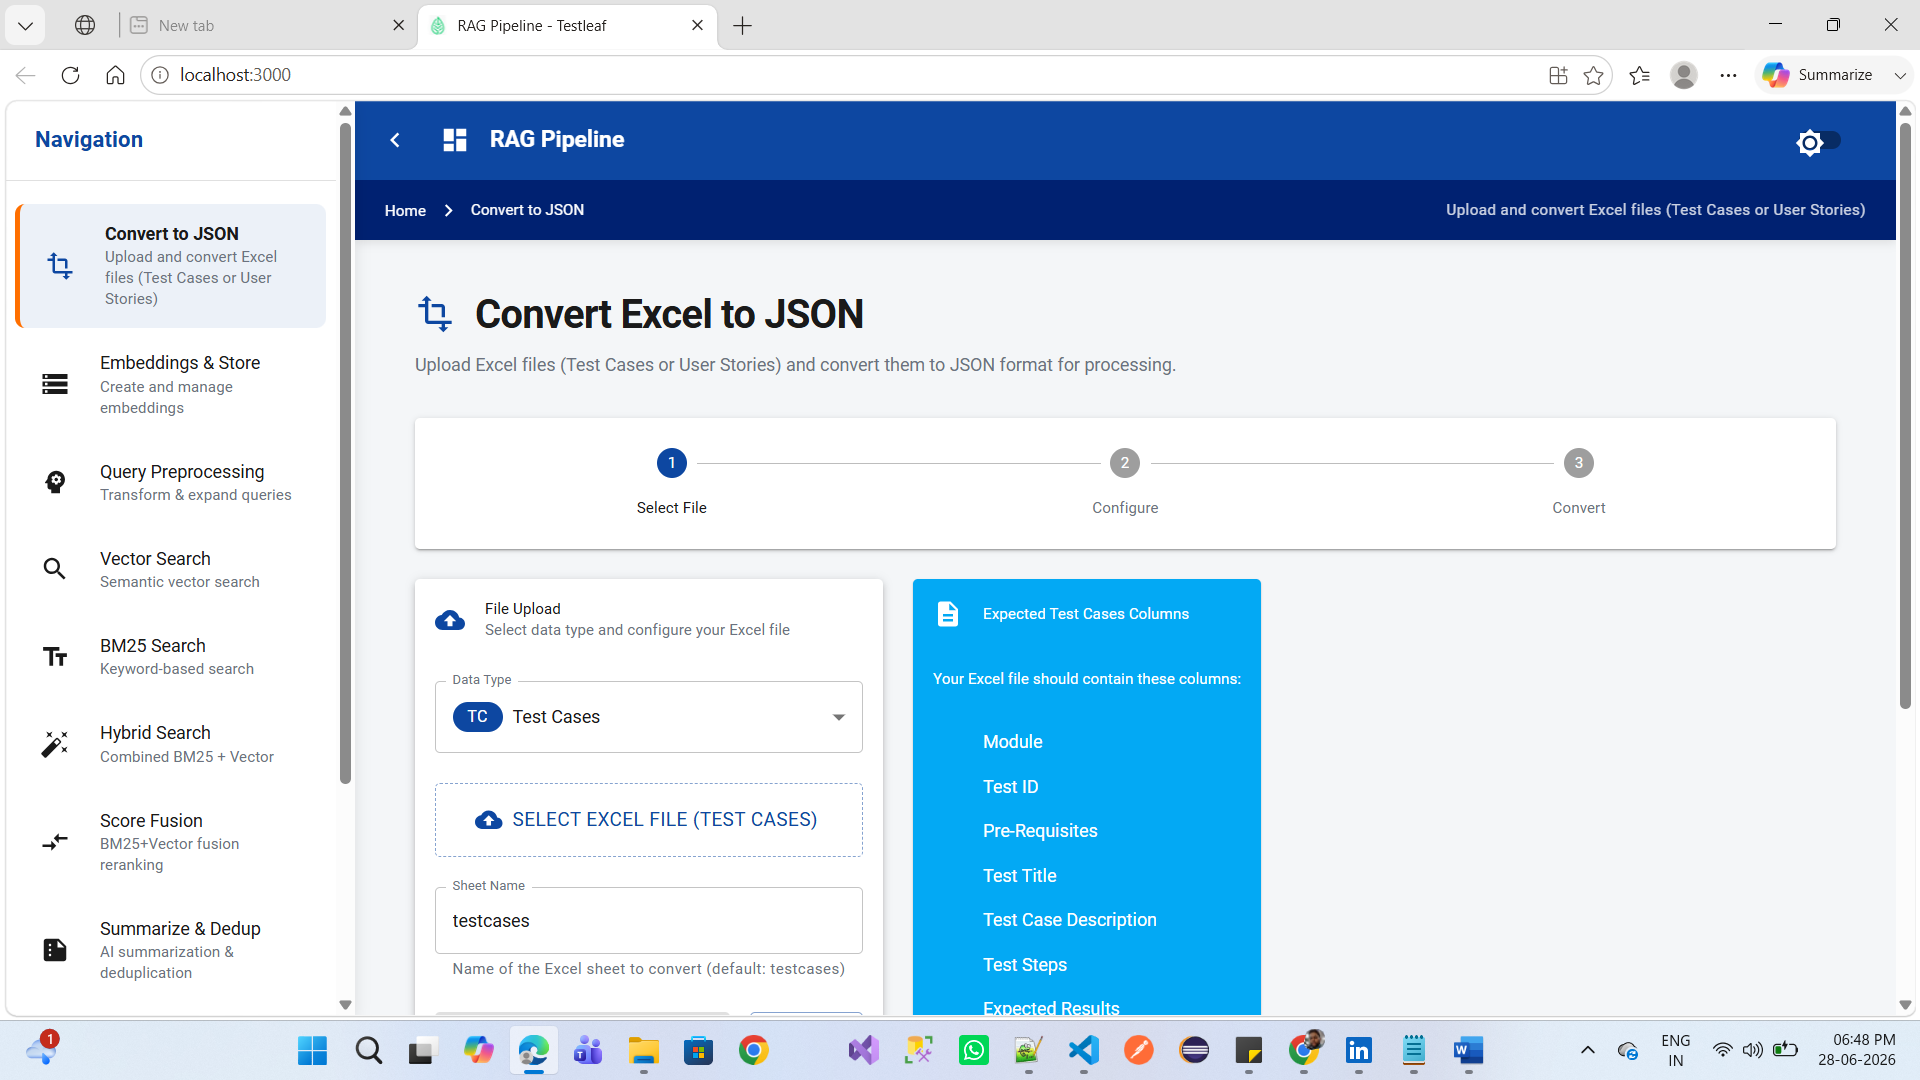 New tab
RAG Pipeline - Testleaf
localhost:3000
Summarize
Navigation
Convert to JSON
Upload and convert Excel
files (Test Cases or User
Stories)
Embeddings & Store
Create and manage
embeddings
Query Preprocessing
Transform & expand queries
Vector Search
Semantic vector search
BM25 Search
Keyword-based search
Hybrid Search
Combined BM25 + Vector
Score Fusion
BM25+Vector fusion
reranking
Summarize & Dedup
AI summarization &
deduplication
RAG Pipeline
Home
Convert to JSON
Upload and convert Excel files (Test Cases or User Stories)
Convert Excel to JSON
Upload Excel files (Test Cases or User Stories) and convert them to JSON format for processing.
1
2
3
Select File
Configure
Convert
File Upload
Select data type and configure your Excel file
Data Type
TC Test Cases
SELECT EXCEL FILE (TEST CASES)
Sheet Name
testcases
Name of the Excel sheet to convert (default: testcases)
Expected Test Cases Columns
Your Excel file should contain these columns:
Module
Test ID
Pre-Requisites
Test Title
Test Case Description
Test Steps
Expected Results
1
ENG
IN
06:48 PM
28-06-2026